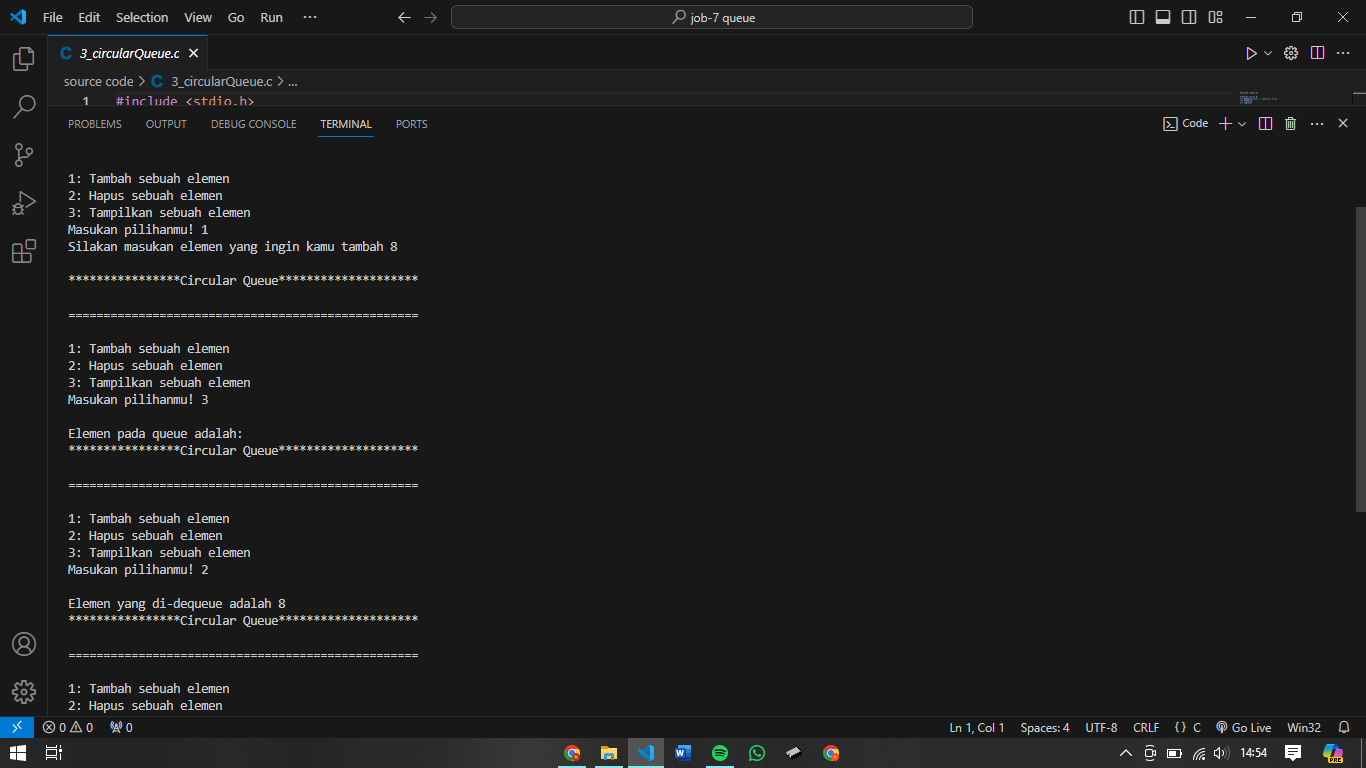 File Edit Selection View Go Run ···
job-7 queue
C 3_circularQueue.c
source code > C 3_circularQueue.c > ...
1 #include <stdio.h>
PROBLEMS OUTPUT DEBUG CONSOLE TERMINAL PORTS
Code
1: Tambah sebuah elemen
2: Hapus sebuah elemen
3: Tampilkan sebuah elemen
Masukan pilihanmu! 1
Silakan masukan elemen yang ingin kamu tambah 8
****************Circular Queue********************
==================================================
1: Tambah sebuah elemen
2: Hapus sebuah elemen
3: Tampilkan sebuah elemen
Masukan pilihanmu! 3
Elemen pada queue adalah:
****************Circular Queue********************
==================================================
1: Tambah sebuah elemen
2: Hapus sebuah elemen
3: Tampilkan sebuah elemen
Masukan pilihanmu! 2
Elemen yang di-dequeue adalah 8
****************Circular Queue********************
==================================================
1: Tambah sebuah elemen
2: Hapus sebuah elemen
0 0 0 Ln 1, Col 1 Spaces: 4 UTF-8 CRLF {} C Go Live Win32
14:54
PRE